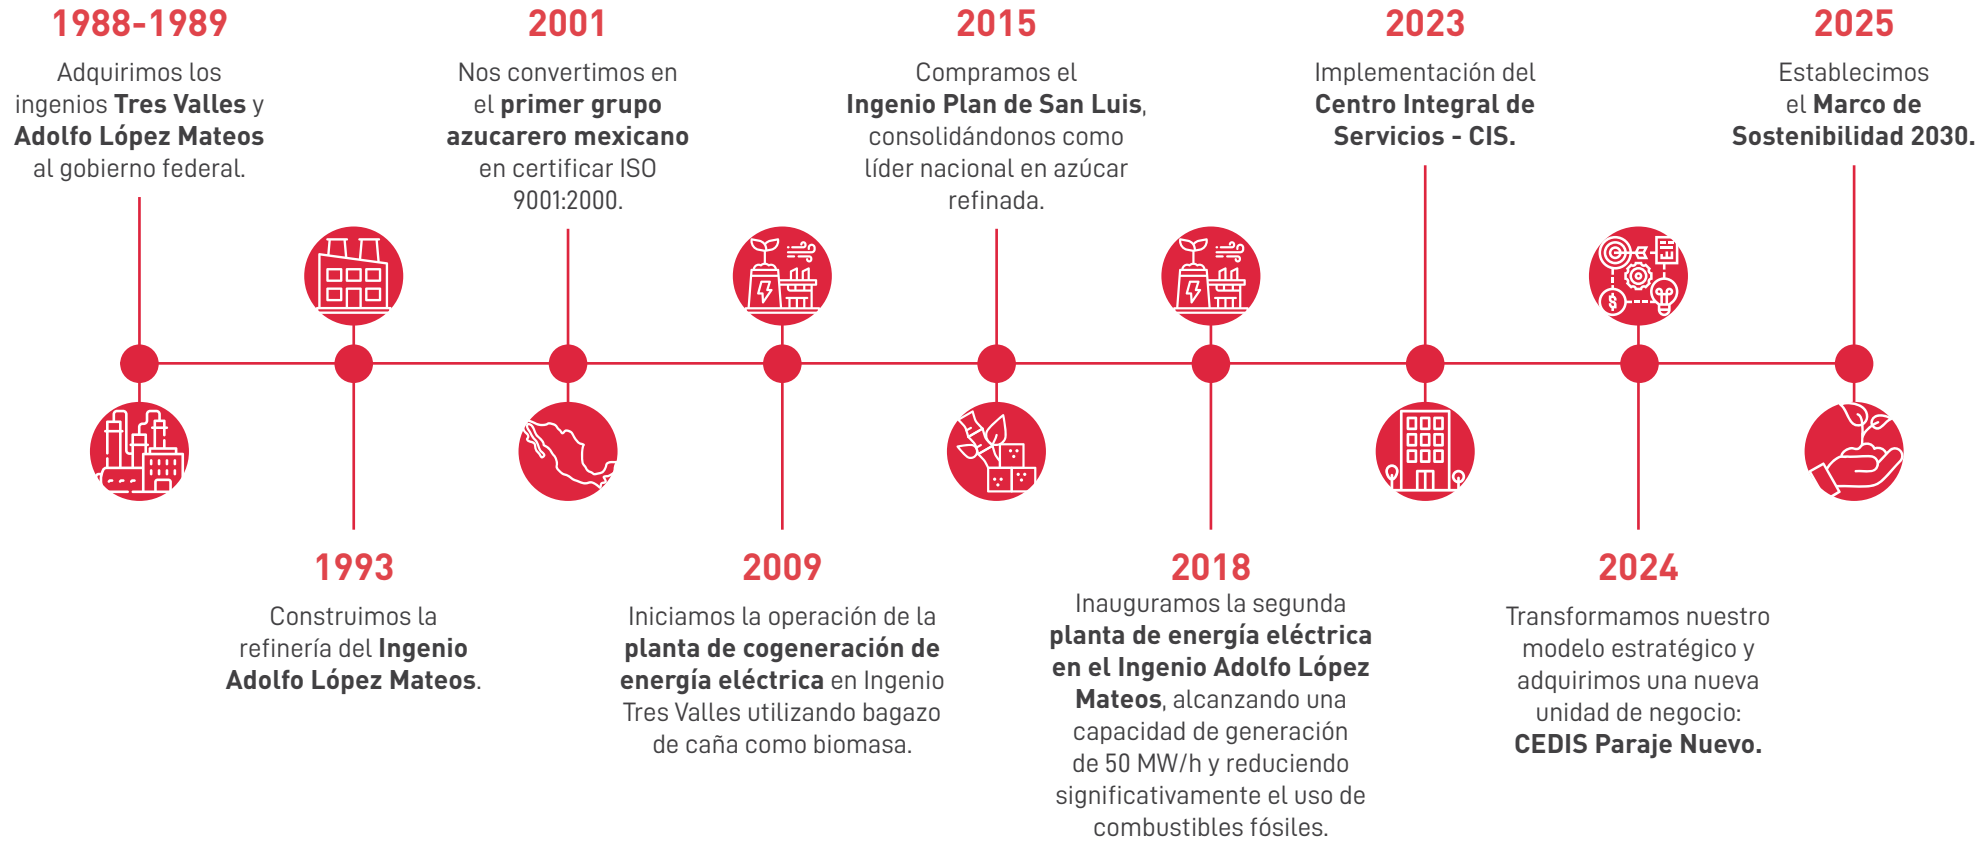 1988-1989
Adquirimos los
ingenios Tres Valles y
Adolfo López Mateos
al gobierno federal.
1993
Construimos la
refinería del Ingenio
Adolfo López Mateos.
2001
Nos convertimos en
el primer grupo
azucarero mexicano
en certificar ISO
9001:2000.
2009
Iniciamos la operación de la
planta de cogeneración de
energía eléctrica en Ingenio
Tres Valles utilizando bagazo
de caña como biomasa.
2015
Compramos el
Ingenio Plan de San Luis,
consolidándonos como
líder nacional en azúcar
refinada.
2018
Inauguramos la segunda
planta de energía eléctrica
en el Ingenio Adolfo López
Mateos, alcanzando una
capacidad de generación
de 50 MW/h y reduciendo
significativamente el uso de
combustibles fósiles.
2023
Implementación del
Centro Integral de
Servicios - CIS.
2024
Transformamos nuestro
modelo estratégico y
adquirimos una nueva
unidad de negocio:
CEDIS Paraje Nuevo.
2025
Establecimos
el Marco de
Sostenibilidad 2030.